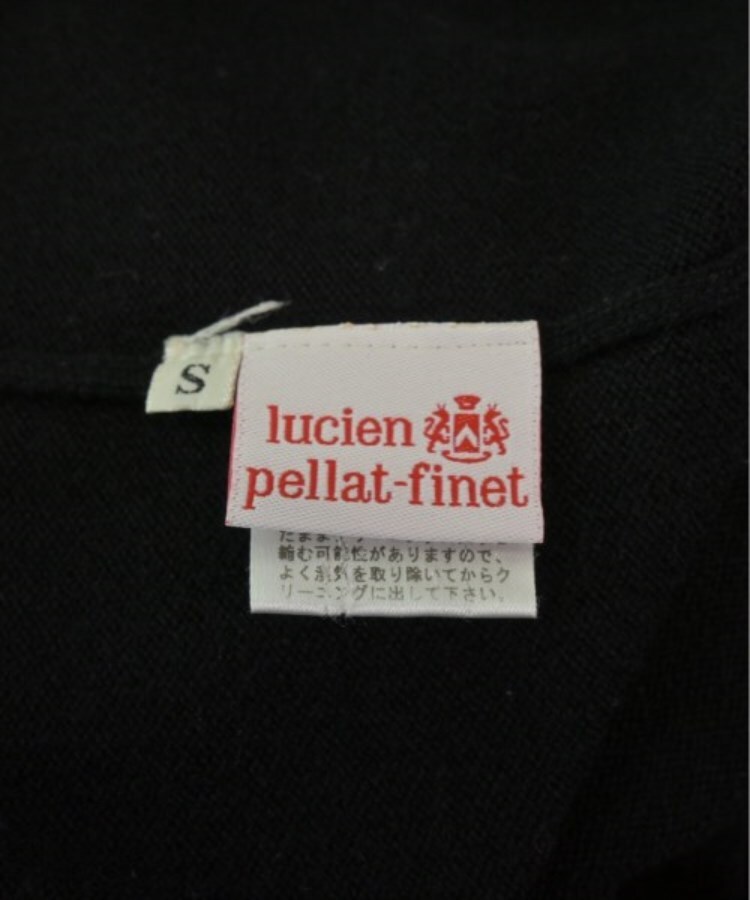 S
lucien
pellat-finet
縮む可能性がありますので、
よく湿気を取り除いてからク
リーニングに出して下さい。